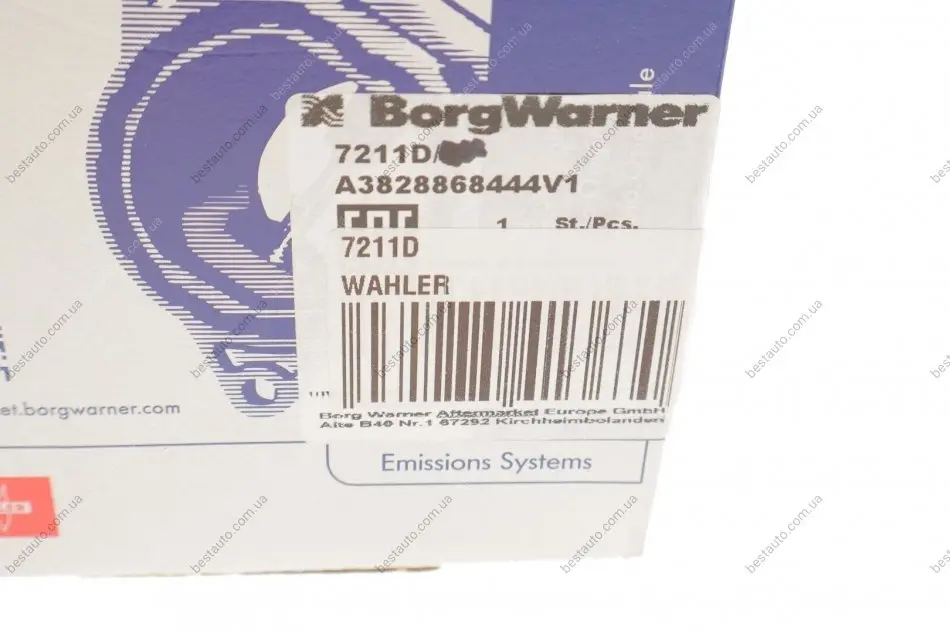 BorgWarner
7211D/
A3828868444V1
1 St./Pcs.
7211D
WAHLER
Borg Warner Aftermarket Europe GmbH
Alte B40 Nr.1 67292 Kirchheimbolanden
et.borgwarner.com
Emissions Systems
bestauto.com.ua